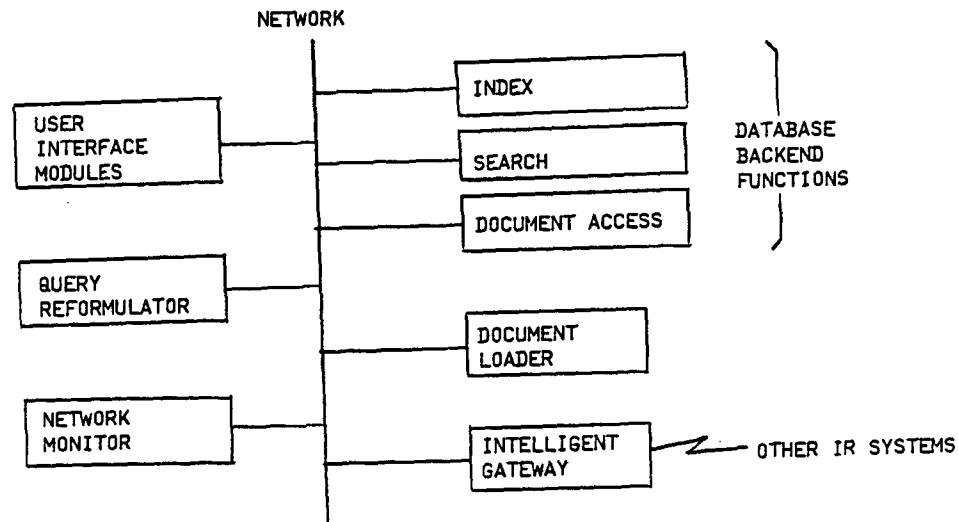 NETWORK
USER
INTERFACE
MODULES
QUERY
REFORMULATOR
NETWORK
MONITOR
INDEX
SEARCH
DOCUMENT ACCESS
DATABASE
BACKEND
FUNCTIONS
DOCUMENT
LOADER
INTELLIGENT
GATEWAY
OTHER IR SYSTEMS